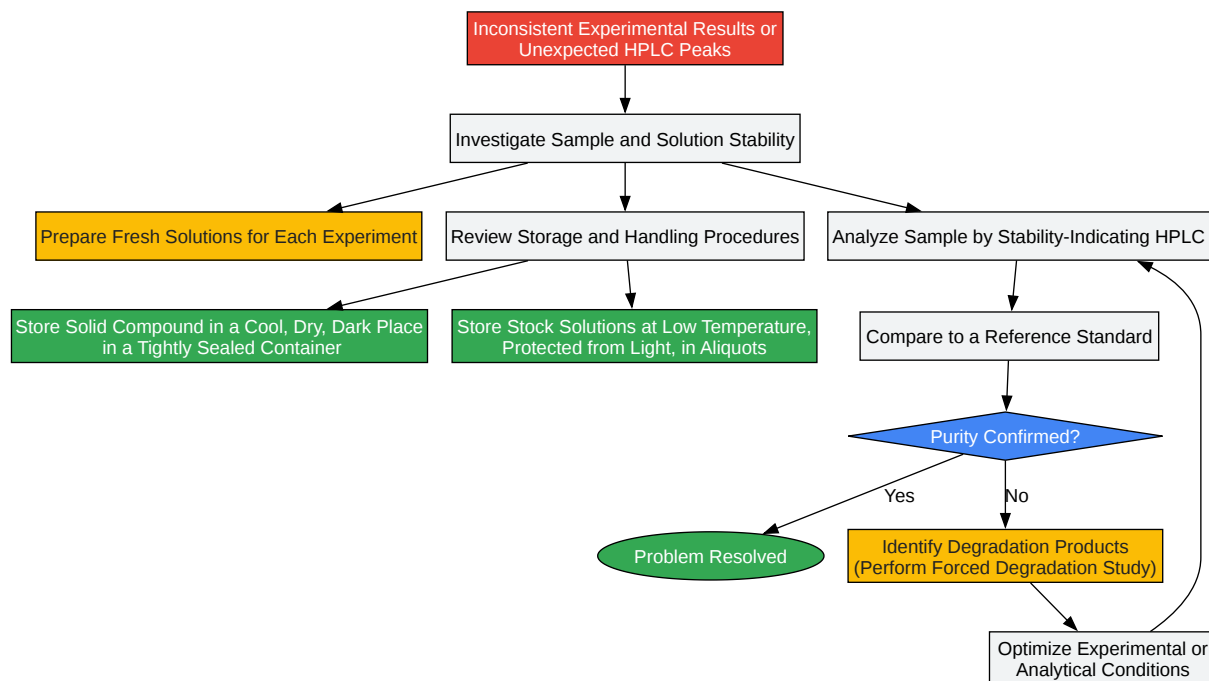 Inconsistent Experimental Results or
Unexpected HPLC Peaks
Investigate Sample and Solution Stability
Prepare Fresh Solutions for Each Experiment
Review Storage and Handling Procedures
Analyze Sample by Stability-Indicating HPLC
Store Solid Compound in a Cool, Dry, Dark Place
in a Tightly Sealed Container
Store Stock Solutions at Low Temperature,
Protected from Light, in Aliquots
Compare to a Reference Standard
Purity Confirmed?
Yes
No
Problem Resolved
Identify Degradation Products
(Perform Forced Degradation Study)
Optimize Experimental or
Analytical Conditions